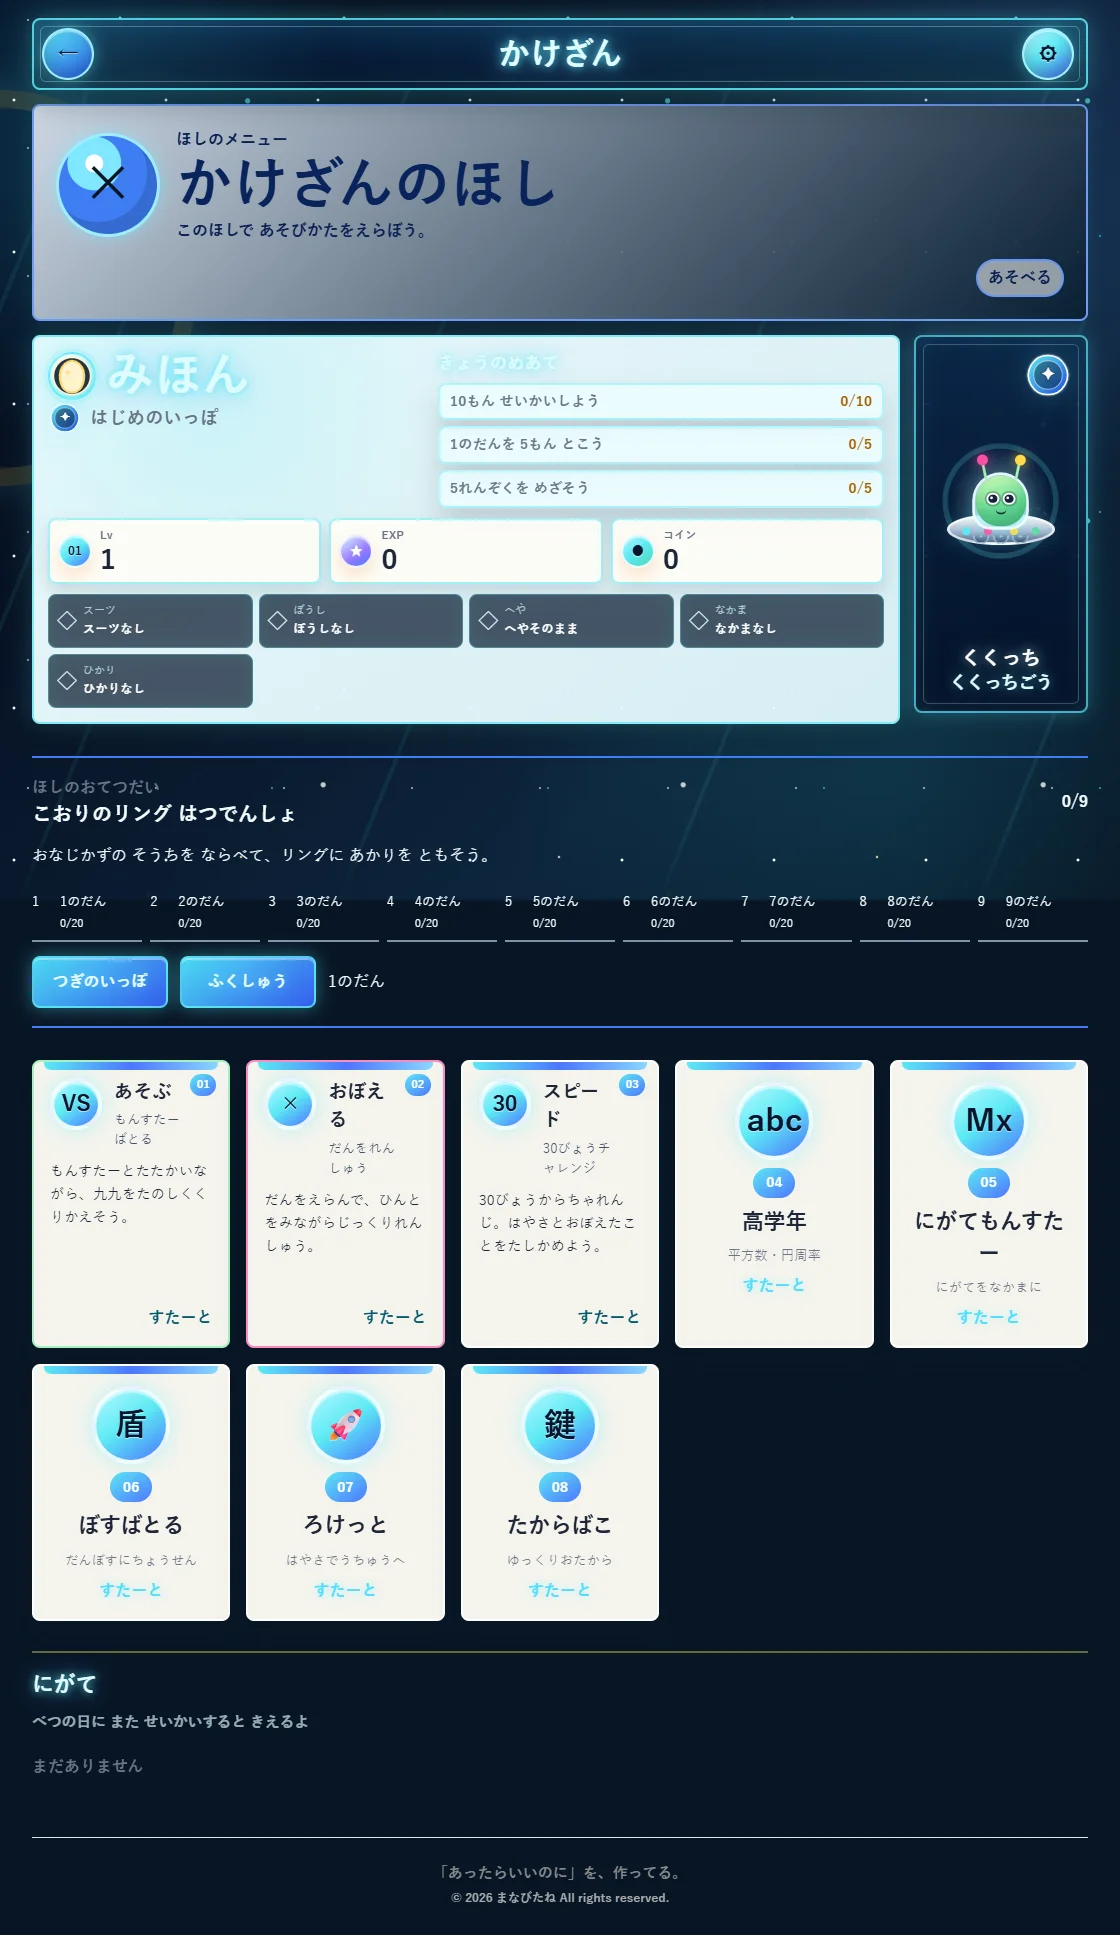 ←
かけざん
⚙
ほしのメニュー
×
かけざんのほし
このほしで あそびかたをえらぼう。
あそべる
みほん
はじめのいっぽ
きょうのめあて
10もん せいかいしよう 0/10
1のだんを 5もん とこう 0/5
5れんぞくを めざそう 0/5
01 Lv
1
EXP
0
コイン
0
スーツ
スーツなし
ぼうし
ぼうしなし
へや
へやそのまま
なかま
なかまなし
ひかり
ひかりなし
くくっち
くくっちごう
ほしのおてつだい
こおりのリング はつでんしょ
0/9
おなじかずの そうちを ならべて、リングに あかりを ともそう。
1 1のだん
0/20
2 2のだん
0/20
3 3のだん
0/20
4 4のだん
0/20
5 5のだん
0/20
6 6のだん
0/20
7 7のだん
0/20
8 8のだん
0/20
9 9のだん
0/20
つぎのいっぽ
ふくしゅう
1のだん
VS
あそぶ
01
もんすたー
ばとる
もんすたーとたたかいな
がら、九九をたのしくく
りかえそう。
すたーと
×
おぼえ
る
02
だんをれん
しゅう
だんをえらんで、ひんと
をみながらじっくりれん
しゅう。
すたーと
30
スピー
ド
03
30びょうチ
ャレンジ
30びょうからちゃれん
じ。はやさとおぼえたこ
とをたしかめよう。
すたーと
abc
04
高学年
平方数・円周率
すたーと
Mx
05
にがてもんすた
ー
にがてをなかまに
すたーと
盾
06
ぼすばとる
だんぼすにちょうせん
すたーと
07
ろけっと
はやさでうちゅうへ
すたーと
鍵
08
たからばこ
ゆっくりおたから
すたーと
にがて
べつの日に また せいかいすると きえるよ
まだありません
「あったらいいのに」を、作ってる。
© 2026 まなびたね All rights reserved.